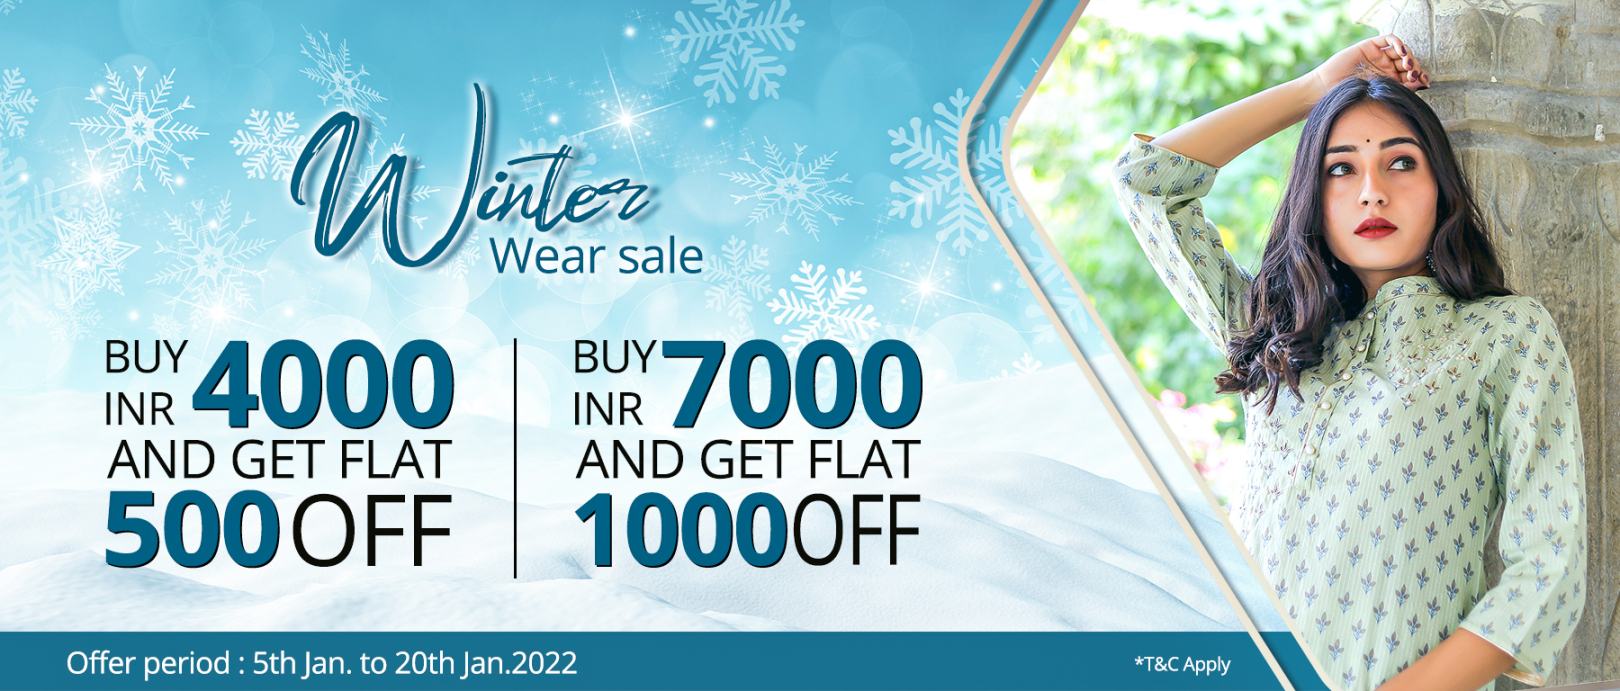 Winter
Wear sale
BUY
INR 4000
AND GET FLAT
500 OFF
BUY
INR 7000
AND GET FLAT
1000 OFF
Offer period : 5th Jan. to 20th Jan.2022
*T&C Apply